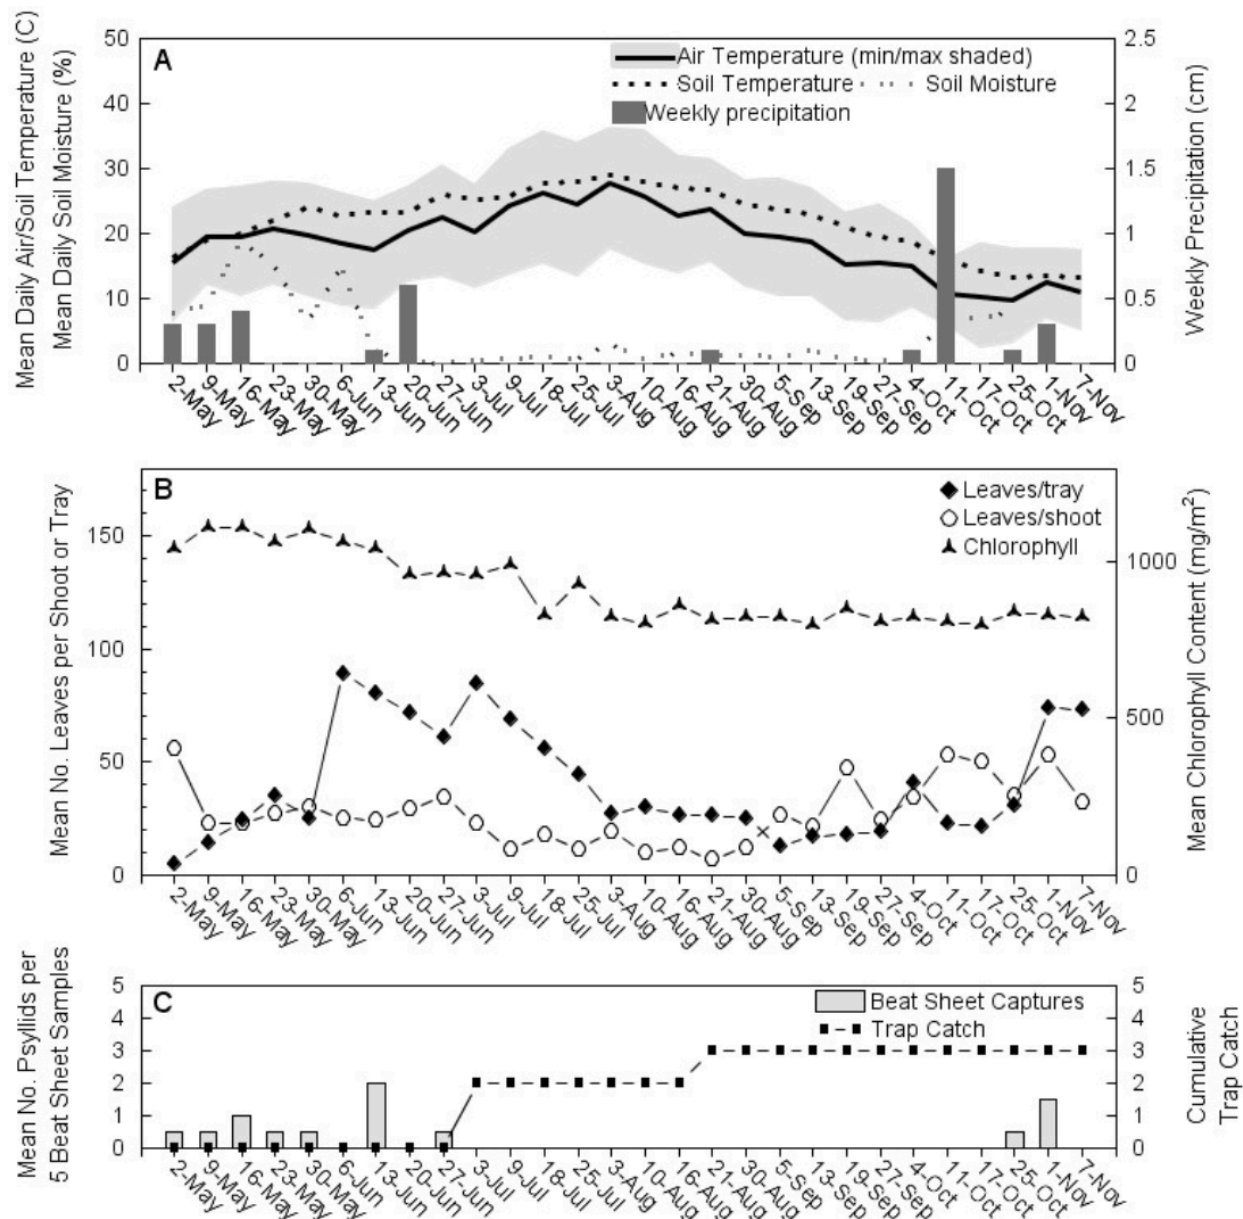 Mean Daily Air/Soil Temperature (C)
Mean Daily Soil Moisture (%)
50
40
30
20
10
0
A
Air Temperature (min/max shaded)
Soil Temperature
Soil Moisture
Weekly precipitation
2.5
2
1.5
1
0.5
0
Weekly Precipitation (cm)
2-May
9-May
16-May
23-May
30-May
6-Jun
13-Jun
20-Jun
27-Jun
3-Jul
9-Jul
18-Jul
25-Jul
3-Aug
10-Aug
16-Aug
21-Aug
30-Aug
5-Sep
13-Sep
19-Sep
27-Sep
4-Oct
11-Oct
17-Oct
25-Oct
1-Nov
7-Nov
Mean No. Leaves per Shoot or Tray
150
100
50
0
B
Leaves/tray
Leaves/shoot
Chlorophyll
1000
500
0
Mean Chlorophyll Content (mg/m²)
2-May
9-May
16-May
23-May
30-May
6-Jun
13-Jun
20-Jun
27-Jun
3-Jul
9-Jul
18-Jul
25-Jul
3-Aug
10-Aug
16-Aug
21-Aug
30-Aug
5-Sep
13-Sep
19-Sep
27-Sep
4-Oct
11-Oct
17-Oct
25-Oct
1-Nov
7-Nov
Mean No. Psyllids per
5 Beat Sheet Samples
5
4
3
2
1
0
C
Beat Sheet Captures
Trap Catch
5
4
3
2
1
0
Cumulative
Trap Catch
2-May
9-May
16-May
23-May
30-May
6-Jun
13-Jun
20-Jun
27-Jun
3-Jul
9-Jul
18-Jul
25-Jul
3-Aug
10-Aug
16-Aug
21-Aug
30-Aug
5-Sep
13-Sep
19-Sep
27-Sep
4-Oct
11-Oct
17-Oct
25-Oct
1-Nov
7-Nov